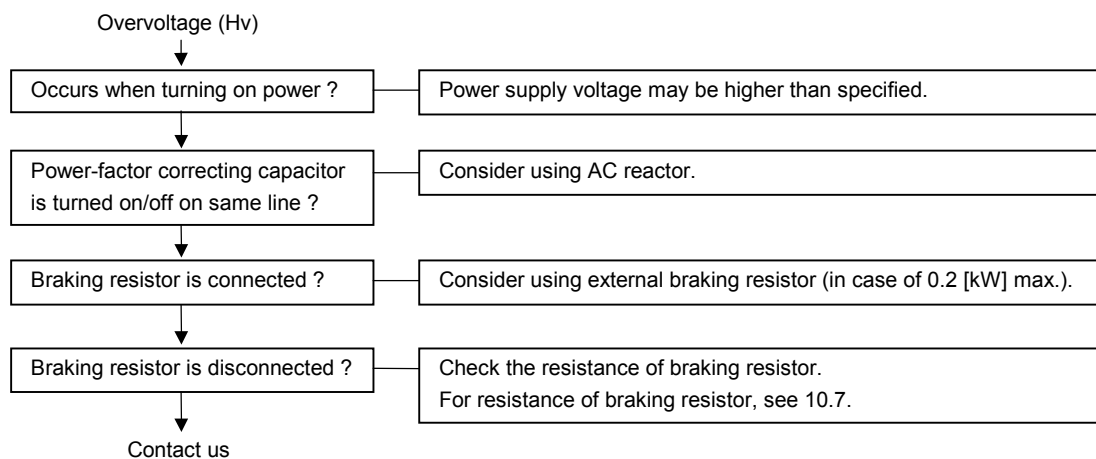 Overvoltage (Hv)
Occurs when turning on power ?
Power supply voltage may be higher than specified.
Power-factor correcting capacitor
is turned on/off on same line ?
Consider using AC reactor.
Braking resistor is connected ?
Consider using external braking resistor (in case of 0.2 [kW] max.).
Braking resistor is disconnected ?
Check the resistance of braking resistor.
For resistance of braking resistor, see 10.7.
Contact us